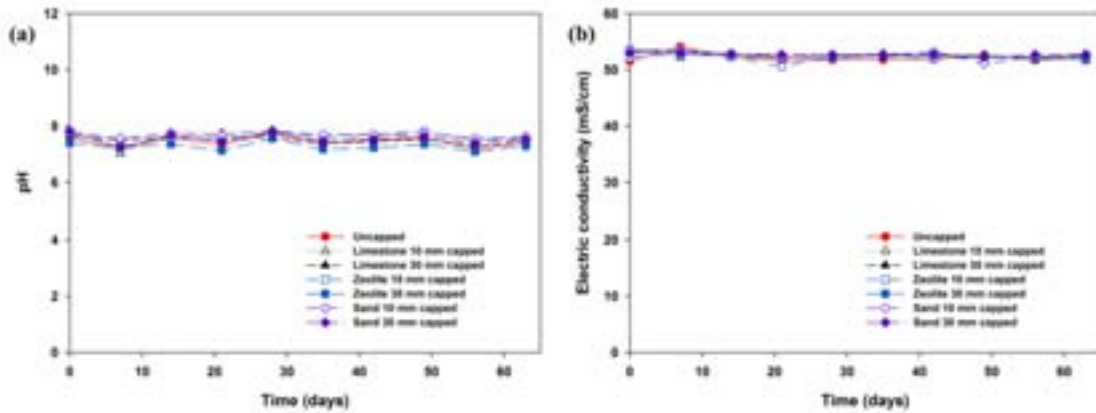 (a)
12
10
8
6
4
2
0
pH
Uncapped
Limestone 10 mm capped
Limestone 30 mm capped
Zeolite 10 mm capped
Zeolite 30 mm capped
Sand 10 mm capped
Sand 30 mm capped
0 10 20 30 40 50 60
Time (days)
(b)
60
50
40
30
20
10
0
Electric conductivity (mS/cm)
Uncapped
Limestone 10 mm capped
Limestone 30 mm capped
Zeolite 10 mm capped
Zeolite 30 mm capped
Sand 10 mm capped
Sand 30 mm capped
0 10 20 30 40 50 60
Time (days)